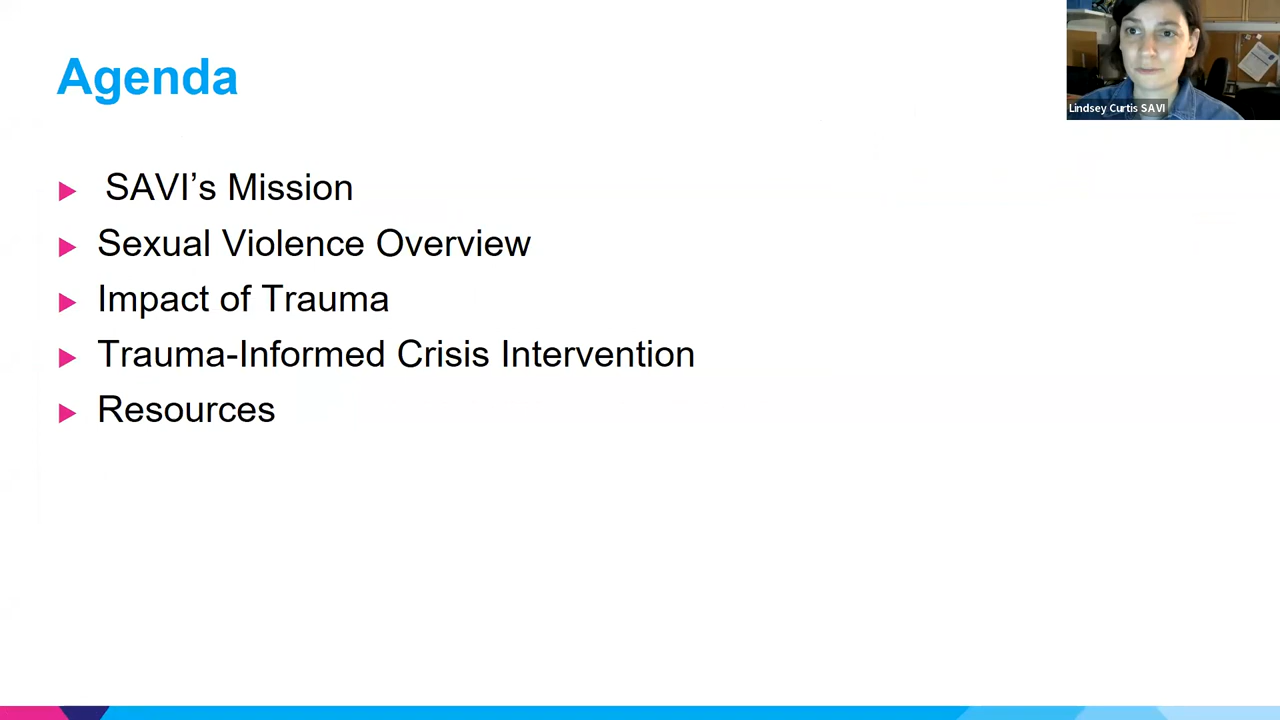 Agenda
Lindsey Curtis SAVI
SAVI’s Mission
Sexual Violence Overview
Impact of Trauma
Trauma-Informed Crisis Intervention
Resources